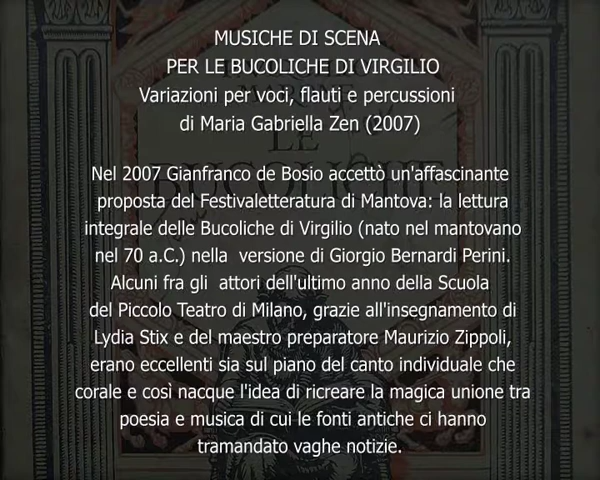 MUSICHE DI SCENA
PER LE BUCOLICHE DI VIRGILIO
Variazioni per voci, flauti e percussioni
di Maria Gabriella Zen (2007)
Nel 2007 Gianfranco de Bosio accettò un'affascinante
proposta del Festivaletteratura di Mantova: la lettura
integrale delle Bucoliche di Virgilio (nato nel mantovano
nel 70 a.C.) nella versione di Giorgio Bernardi Perini.
Alcuni fra gli attori dell'ultimo anno della Scuola
del Piccolo Teatro di Milano, grazie all'insegnamento di
Lydia Stix e del maestro preparatore Maurizio Zippoli,
erano eccellenti sia sul piano del canto individuale che
corale e così nacque l'idea di ricreare la magica unione tra
poesia e musica di cui le fonti antiche ci hanno
tramandato vaghe notizie.
LE
BUCOLICHE